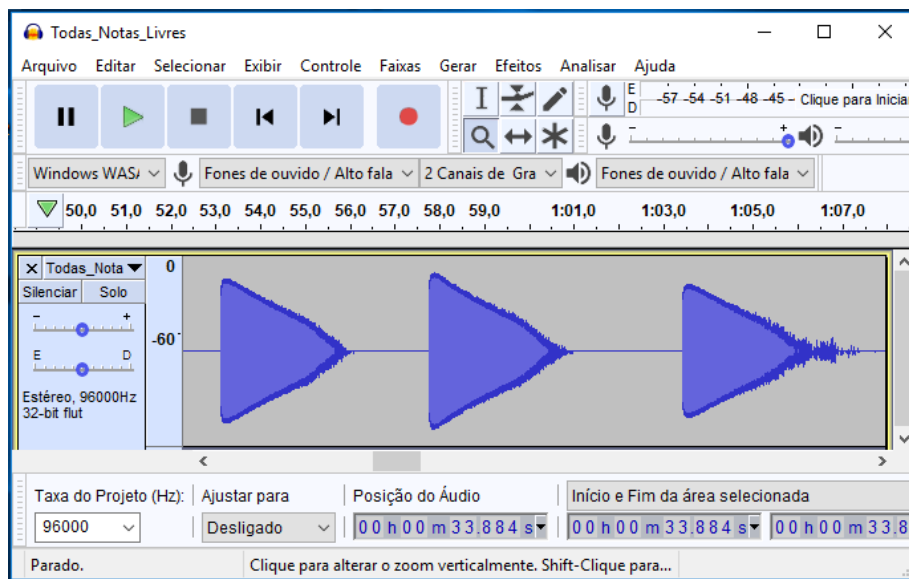 Todas_Notas_Livres
Arquivo Editar Selecionar Exibir Controle Faixas Gerar Efeitos Analisar Ajuda
E
D
-57 -54 -51 -48 -45 - Clique para Iniciar
- +
-
Windows WAS
Fones de ouvido / Alto fala
2 Canais de Gra
Fones de ouvido / Alto fala
50,0 51,0 52,0 53,0 54,0 55,0 56,0 57,0 58,0 59,0 1:01,0 1:03,0 1:05,0 1:07,0
Todas_Nota
Silenciar Solo
- +
E D
Estéreo, 96000Hz
32-bit flut
0
-60
Taxa do Projeto (Hz): Ajustar para Posição do Áudio Início e Fim da área selecionada
96000 Desligado 00 h 00 m 33.884 s 00 h 00 m 33.884 s 00 h 00 m 33.8
Parado. Clique para alterar o zoom verticalmente. Shift-Clique para...